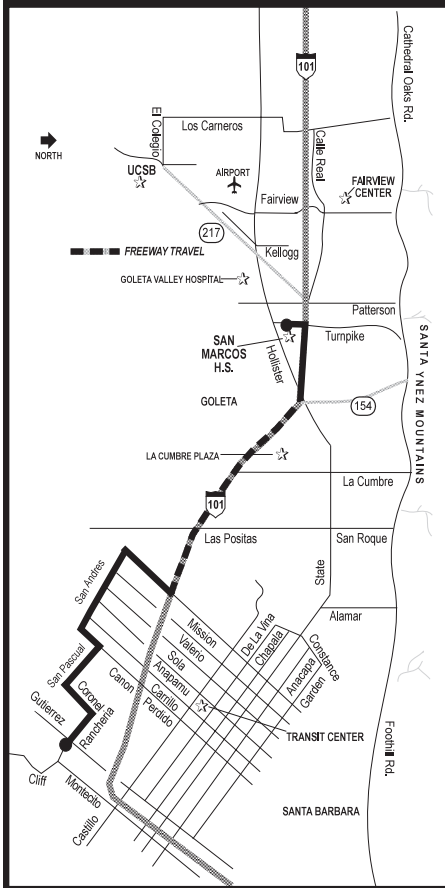 101
Cathedral Oaks Rd.
El Colegio
Los Carneros
Calle Real
NORTH
UCSB
AIRPORT
FAIRVIEW
CENTER
Fairview
217
FREEWAY TRAVEL
Kellogg
GOLETA VALLEY HOSPITAL
Patterson
SAN
MARCOS
H.S.
Turnpike
Hollister
SANTA YNEZ MOUNTAINS
GOLETA
154
LA CUMBRE PLAZA
La Cumbre
101
Las Positas
San Roque
State
San Andres
Alamar
Mission
Valerio
Sola
Anapamu
Carrillo
Canon
Perdido
De La Vina
Chapala
Constance
Anacapa
Garden
San Pascual
Coronel
Rancheria
Gutierrez
TRANSIT CENTER
Foothill Rd.
Cliff
Montecito
Castillo
SANTA BARBARA